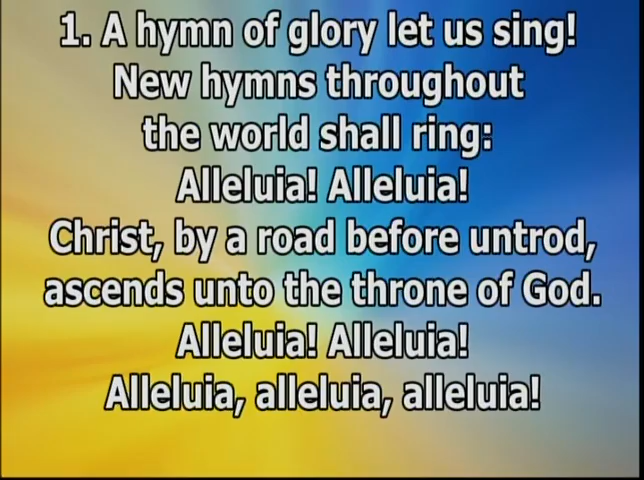 1. A hymn of glory let us sing!
New hymns throughout
the world shall ring:
Alleluia! Alleluia!
Christ, by a road before untrod,
ascends unto the throne of God.
Alleluia! Alleluia!
Alleluia, alleluia, alleluia!